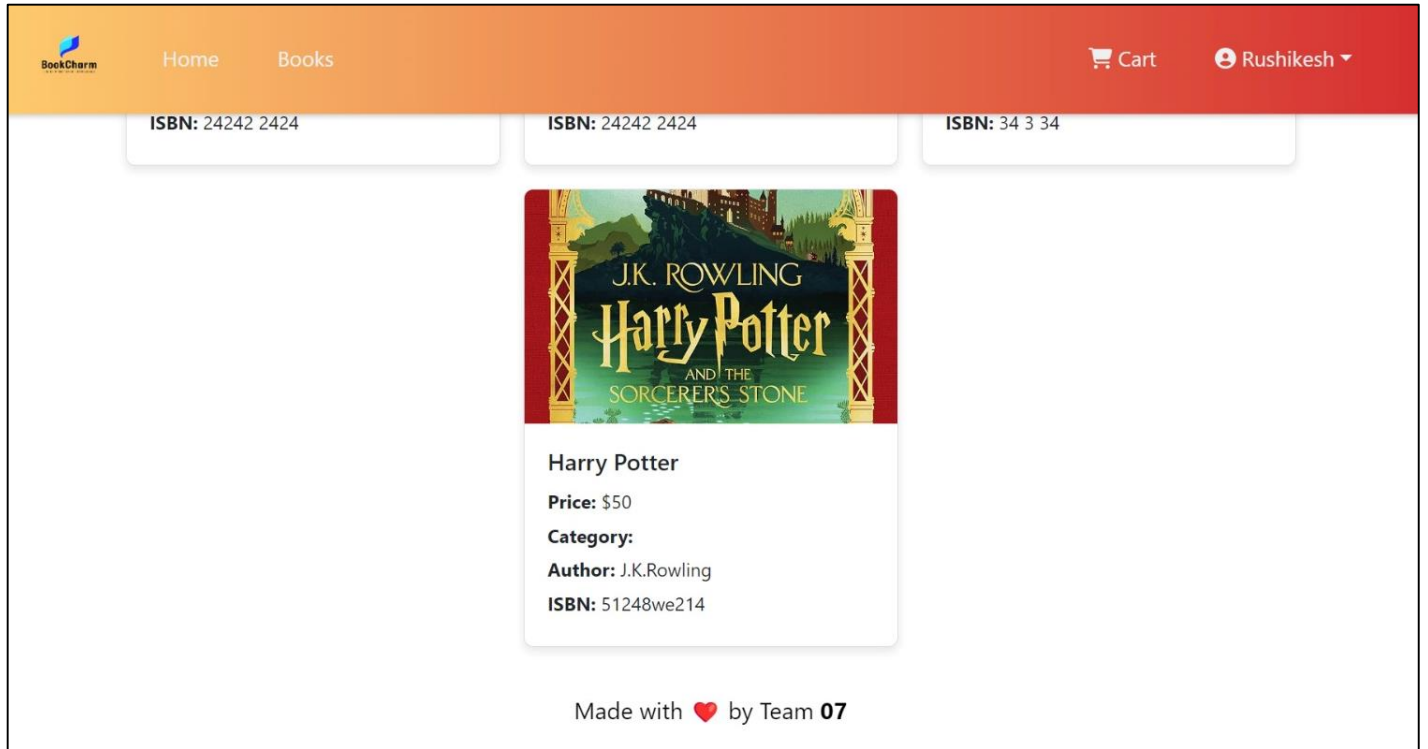 BookCharm
Home Books Cart Rushikesh
ISBN: 24242 2424 ISBN: 24242 2424 ISBN: 34 3 34
J.K. ROWLING
Harry Potter
AND THE
SORCERER'S STONE
Harry Potter
Price: $50
Category:
Author: J.K.Rowling
ISBN: 51248we214
Made with ❤️ by Team 07